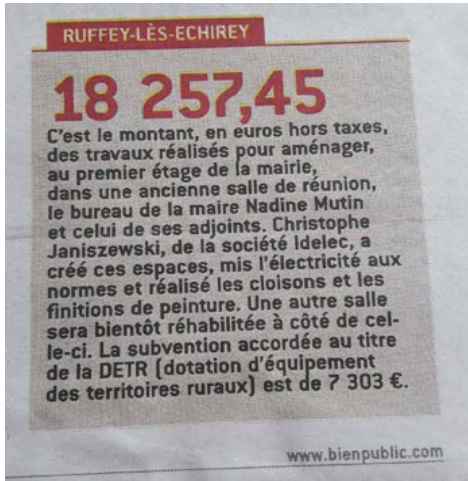 RUFFEY-LÈS-ECHIREY
18 257,45
C'est le montant, en euros hors taxes,
des travaux réalisés pour aménager,
au premier étage de la mairie,
dans une ancienne salle de réunion,
le bureau de la maire Nadine Mutin
et celui de ses adjoints. Christophe
Janiszewski, de la société Idelec, a
créé ces espaces, mis l'électricité aux
normes et réalisé les cloisons et les
finitions de peinture. Une autre salle
sera bientôt réhabilitée à côté de cel-
le-ci. La subvention accordée au titre
de la DETR (dotation d'équipement
des territoires ruraux) est de 7 303 €.
www.bienpublic.com